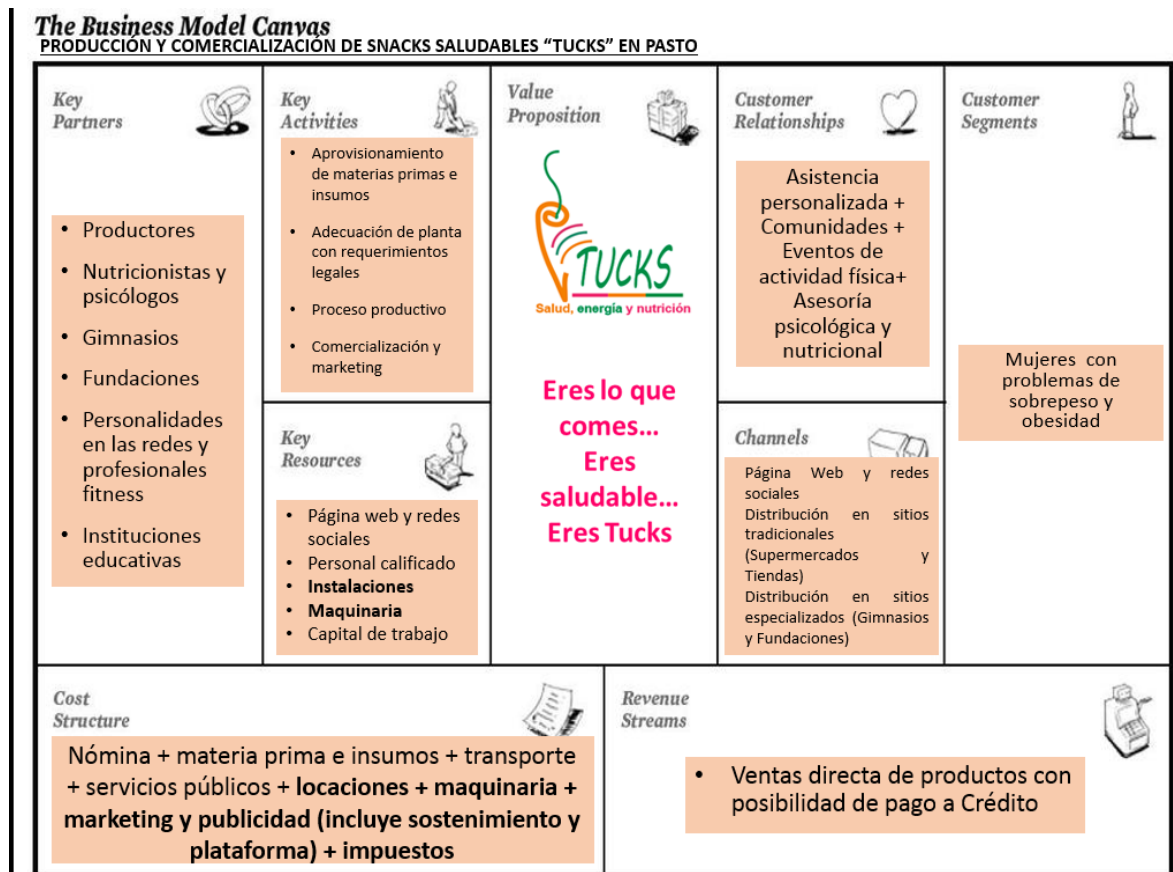 The Business Model Canvas
PRODUCCIÓN Y COMERCIALIZACIÓN DE SNACKS SALUDABLES “TUCKS” EN PASTO
Key
Partners
• Productores
• Nutricionistas y
psicólogos
• Gimnasios
• Fundaciones
• Personalidades
en las redes y
profesionales
fitness
• Instituciones
educativas
Key
Activities
• Aprovisionamiento
de materias primas e
insumos
• Adecuación de planta
con requerimientos
legales
• Proceso productivo
• Comercialización y
marketing
Key
Resources
• Página web y redes
sociales
• Personal calificado
• Instalaciones
• Maquinaria
• Capital de trabajo
Value
Proposition
TUCKS
Salud, energía y nutrición
Eres lo que
comes...
Eres
saludable...
Eres Tucks
Customer
Relationships
Asistencia
personalizada +
Comunidades +
Eventos de
actividad física+
Asesoría
psicológica y
nutricional
Channels
Página Web y redes
sociales
Distribución en sitios
tradicionales
(Supermercados y
Tiendas)
Distribución en sitios
especializados (Gimnasios
y Fundaciones)
Customer
Segments
Mujeres con
problemas de
sobrepeso y
obesidad
Cost
Structure
Nómina + materia prima e insumos + transporte
+ servicios públicos + locaciones + maquinaria +
marketing y publicidad (incluye sostenimiento y
plataforma) + impuestos
Revenue
Streams
• Ventas directa de productos con
posibilidad de pago a Crédito